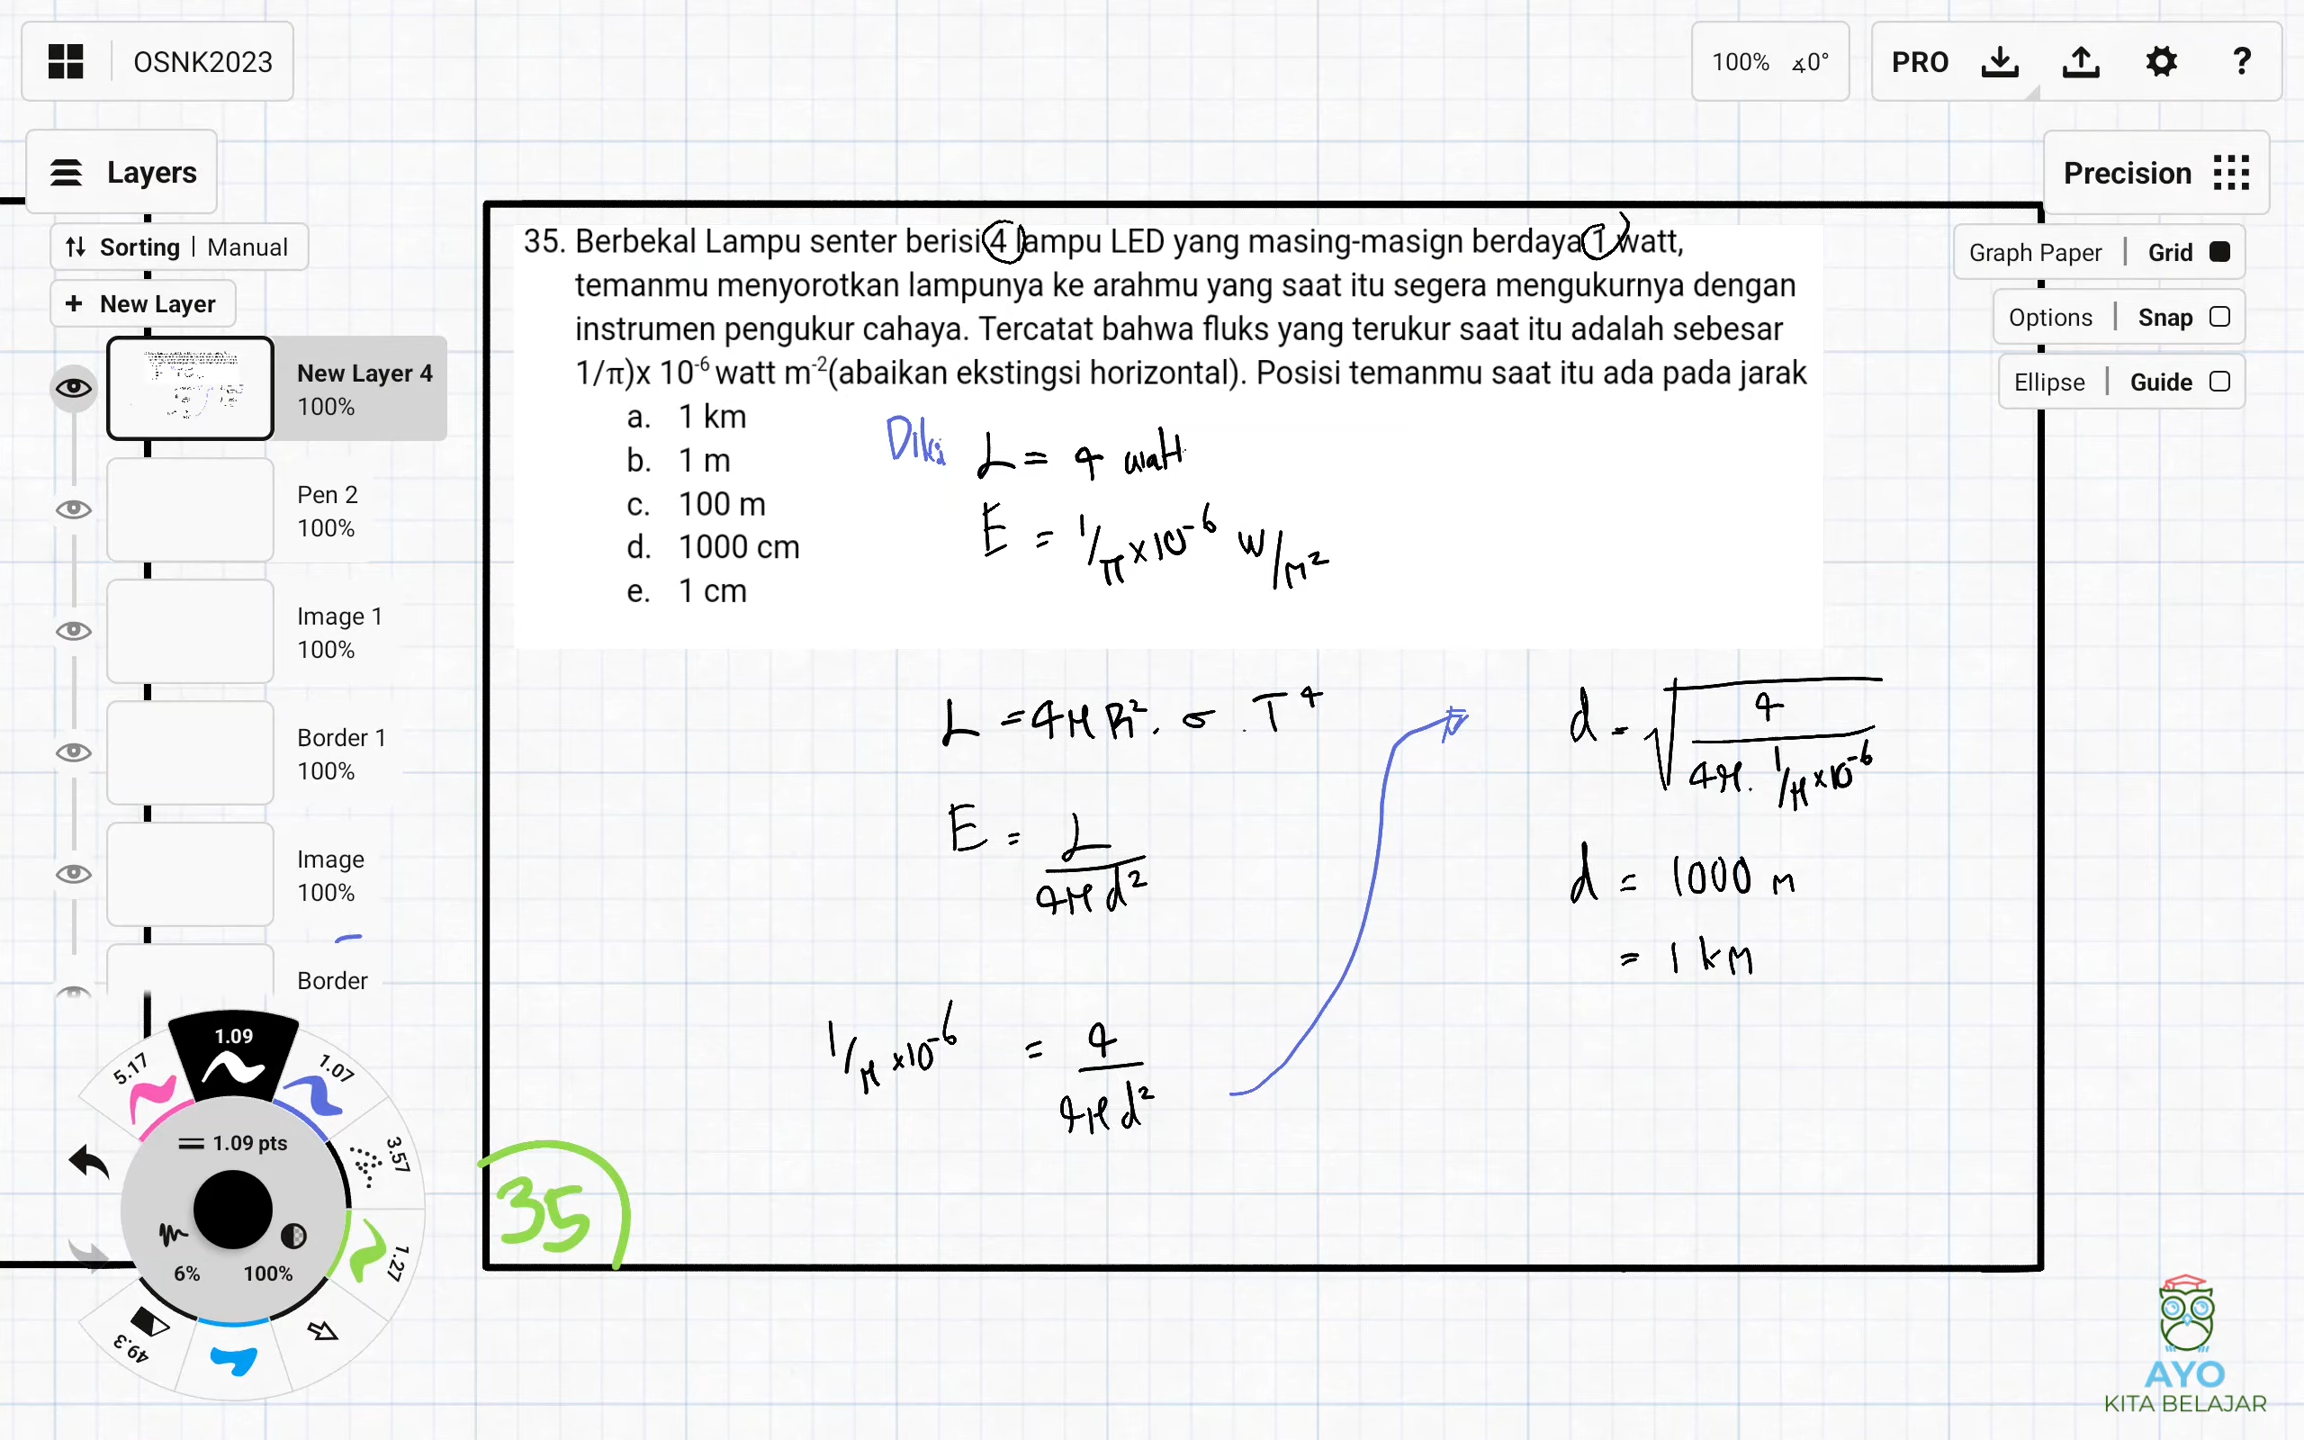 OSNK2023
100% ∡0°
PRO
?
Layers
Precision
Sorting | Manual
+ New Layer
New Layer 4
100%
Pen 2
100%
Image 1
100%
Border 1
100%
Image
100%
Border
Graph Paper | Grid
Options | Snap
Ellipse | Guide
35. Berbekal Lampu senter berisi 4 lampu LED yang masing-masign berdaya 1 watt,
temanmu menyorotkan lampunya ke arahmu yang saat itu segera mengukurnya dengan
instrumen pengukur cahaya. Tercatat bahwa fluks yang terukur saat itu adalah sebesar
1/π)x 10⁻⁶ watt m⁻²(abaikan ekstingsi horizontal). Posisi temanmu saat itu ada pada jarak
a. 1 km
b. 1 m
c. 100 m
d. 1000 cm
e. 1 cm
L = 4 watt
E = 1/π × 10⁻⁶ W/m²
L = 4π R² . σ . T⁴
E = L / 4π d²
1/π × 10⁻⁶ = 4 / 4π d²
d = √(4 / 4π . 1/π × 10⁻⁶)
d = 1000 m
= 1 km
35
1.09
5.17
1.07
3.57
1.27
49.3
1.09 pts
6%
100%
AYO
KITA BELAJAR